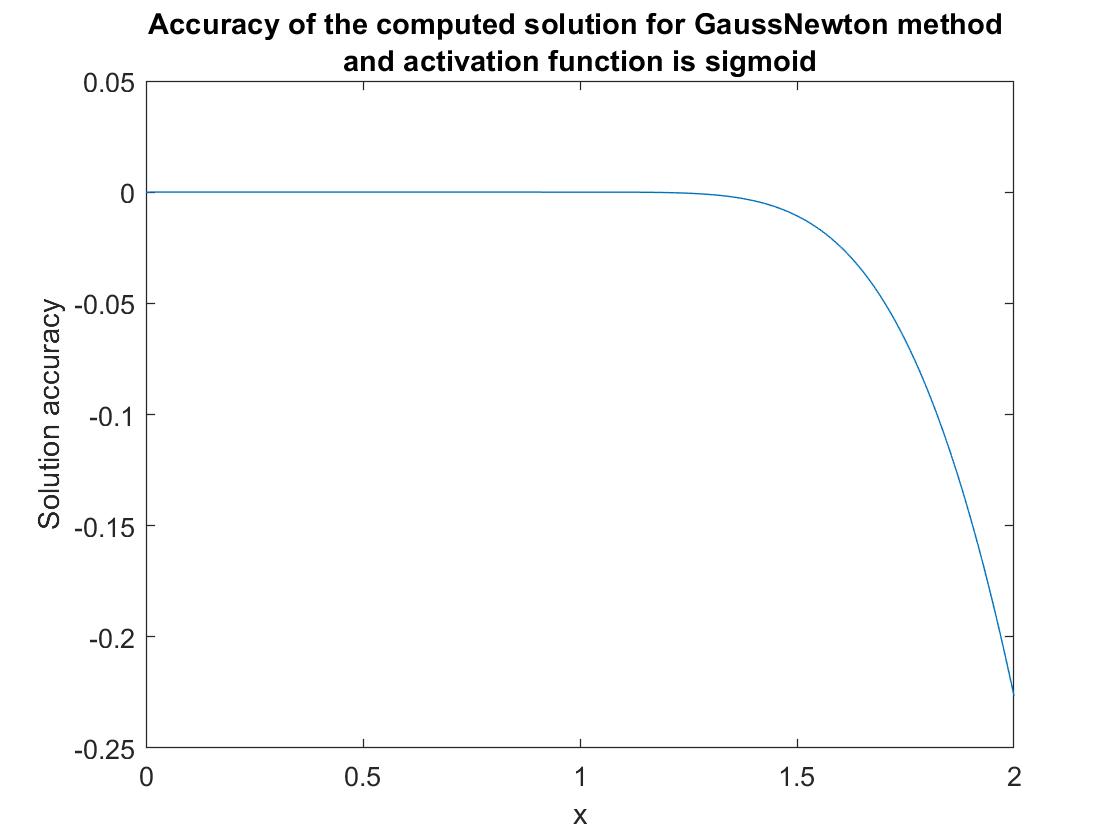 Accuracy of the computed solution for GaussNewton method
and activation function is sigmoid
0.05
0
-0.05
-0.1
-0.15
-0.2
-0.25
Solution accuracy
0 0.5 1 1.5 2
x